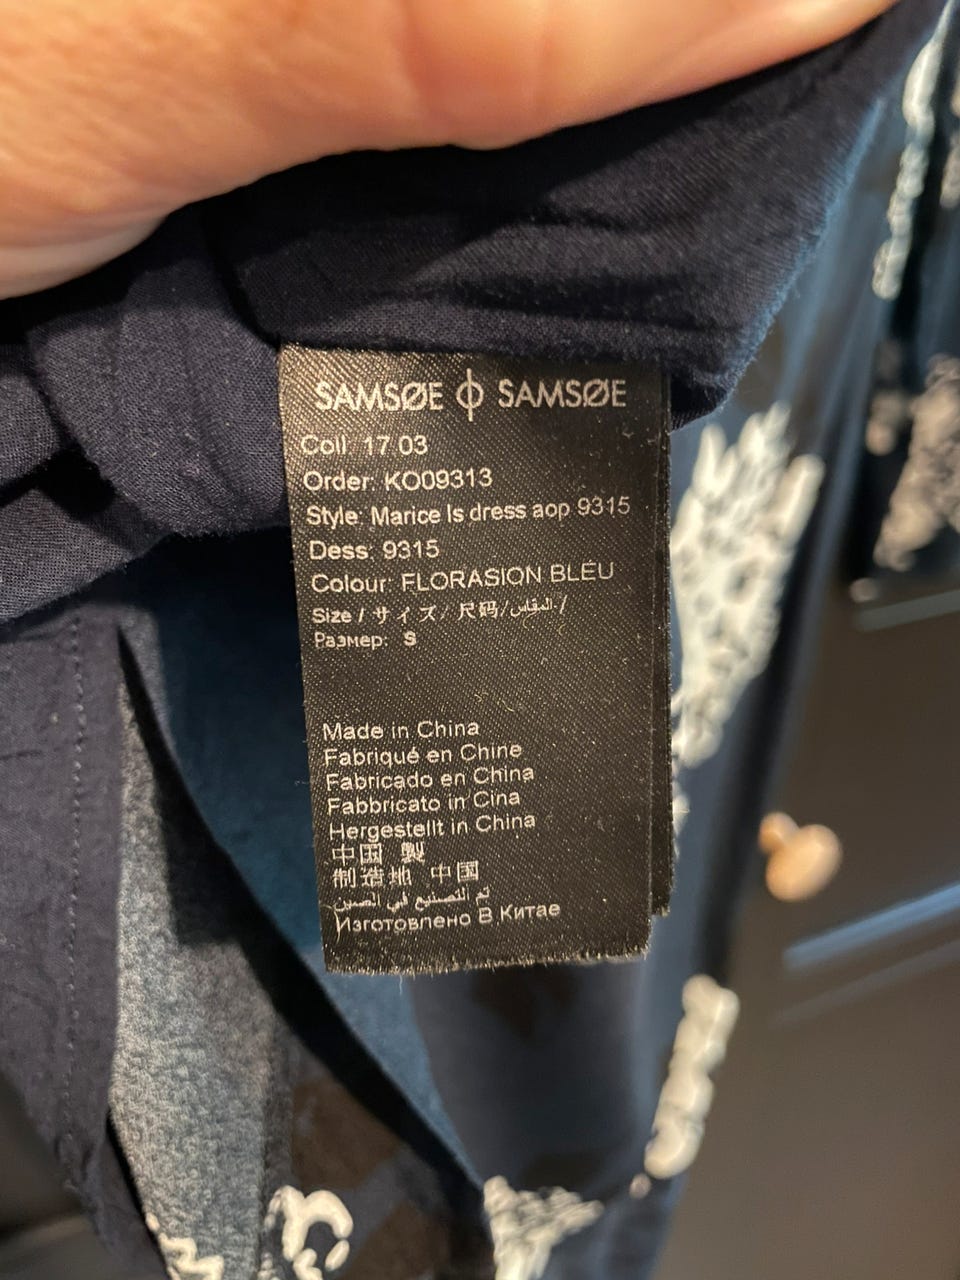 SAMSØE ϕ SAMSØE
Coll: 17 03
Order: KO09313
Style: Marice ls dress aop 9315
Dess: 9315
Colour: FLORASION BLEU
Size / サイズ/ 尺码/المقاس/
Размер: S
Made in China
Fabriqué en Chine
Fabricado en China
Fabbricato in Cina
Hergestellt in China
中国 製
制造地 中国
تم التصنيع في الصين
Изготовлено В Китае